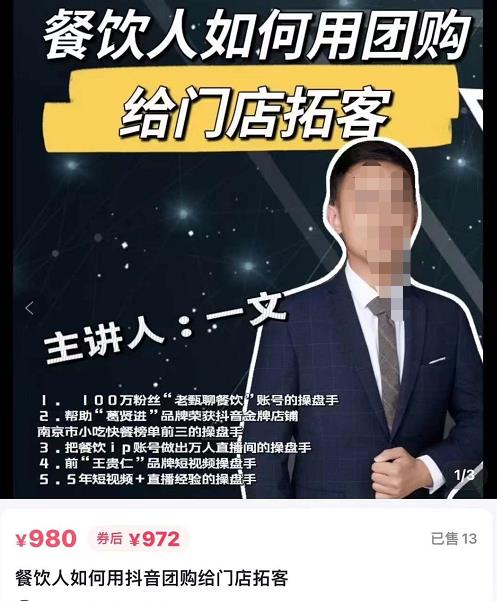 餐饮人如何用团购
给门店拓客
主讲人：一文
1. 100万粉丝“老甄聊餐饮”账号的操盘手
2.帮助“葛贤进”品牌荣获抖音金牌店铺
南京市小吃快餐榜单前三的操盘手
3.把餐饮ip账号做出万人直播间的操盘手
4.前“王贵仁”品牌短视频操盘手
5.5年短视频+直播经验的操盘手
1/3
¥980 券后 ¥972 已售13
餐饮人如何用抖音团购给门店拓客